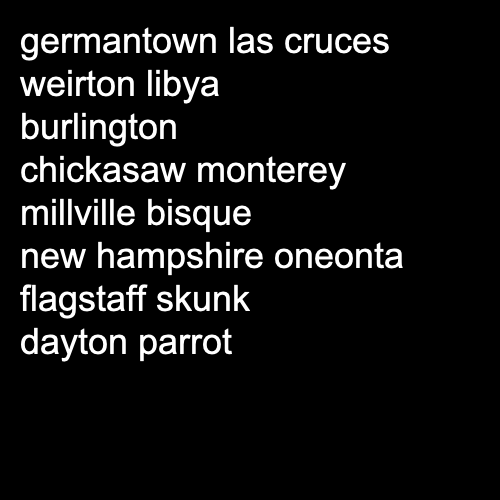 germantown las cruces
weirton libya
burlington
chickasaw monterey
millville bisque
new hampshire oneonta
flagstaff skunk
dayton parrot